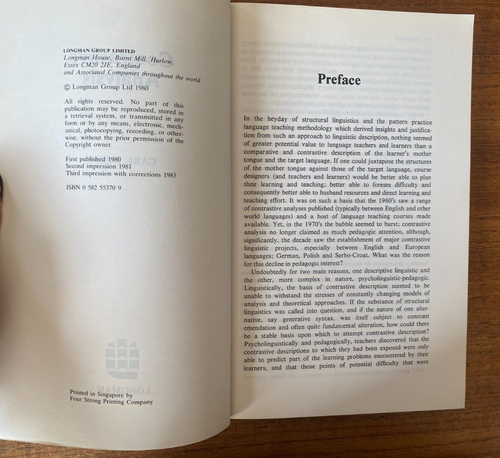 LONGMAN GROUP LIMITED
Longman House, Burnt Mill, Harlow,
Essex CM20 2JE, England
and Associated Companies throughout the world
© Longman Group Ltd 1980
All rights reserved. No part of this
publication may be reproduced, stored in
a retrieval system, or transmitted in any
form or by any means, electronic, mech-
anical, photocopying, recording, or other-
wise, without the prior permission of the
Copyright owner.
First published 1980
Second impression 1981
Third impression with corrections 1983
ISBN 0 582 55370 9
Printed in Singapore by
Four Strong Printing Company
Preface
In the heyday of structural linguistics and the pattern practice
language teaching methodology which derived insights and justifica-
tion from such an approach to linguistic description, nothing seemed
of greater potential value to language teachers and learners than a
comparative and contrastive description of the learner's mother
tongue and the target language. If one could juxtapose the structures
of the mother tongue against those of the target language, course
designers (and teachers and learners) would be better able to plan
their learning and teaching; better able to foresee difficulty and
consequently better able to husband resources and direct learning and
teaching effort. It was on such a basis that the 1960's saw a range
of contrastive analyses published (typically between English and other
world languages) and a host of language teaching courses made
available. Yet, in the 1970's the bubble seemed to burst; contrastive
analysis no longer claimed as much pedagogic attention, although,
significantly, the decade saw the establishment of major contrastive
linguistic projects, especially between English and European
languages; German, Polish and Serbo-Croat. What was the reason
for this decline in pedagogic interest?
Undoubtedly for two main reasons, one descriptive linguistic and
the other, more complex in nature, psycholinguistic-pedagogic.
Linguistically, the basis of contrastive description seemed to be
unable to withstand the stresses of constantly changing models of
analysis and theoretical approaches. If the substance of structural
linguistics was called into question, and if the nature of one alter-
native, say generative syntax, was itself subject to constant
emendation and often quite fundamental alteration, how could there
be a stable basis upon which to attempt contrastive description?
Psycholinguistically and pedagogically, teachers discovered that the
contrastive descriptions to which they had been exposed were only
able to predict part of the learning problems encountered by their
learners, and that those points of potential difficulty that were